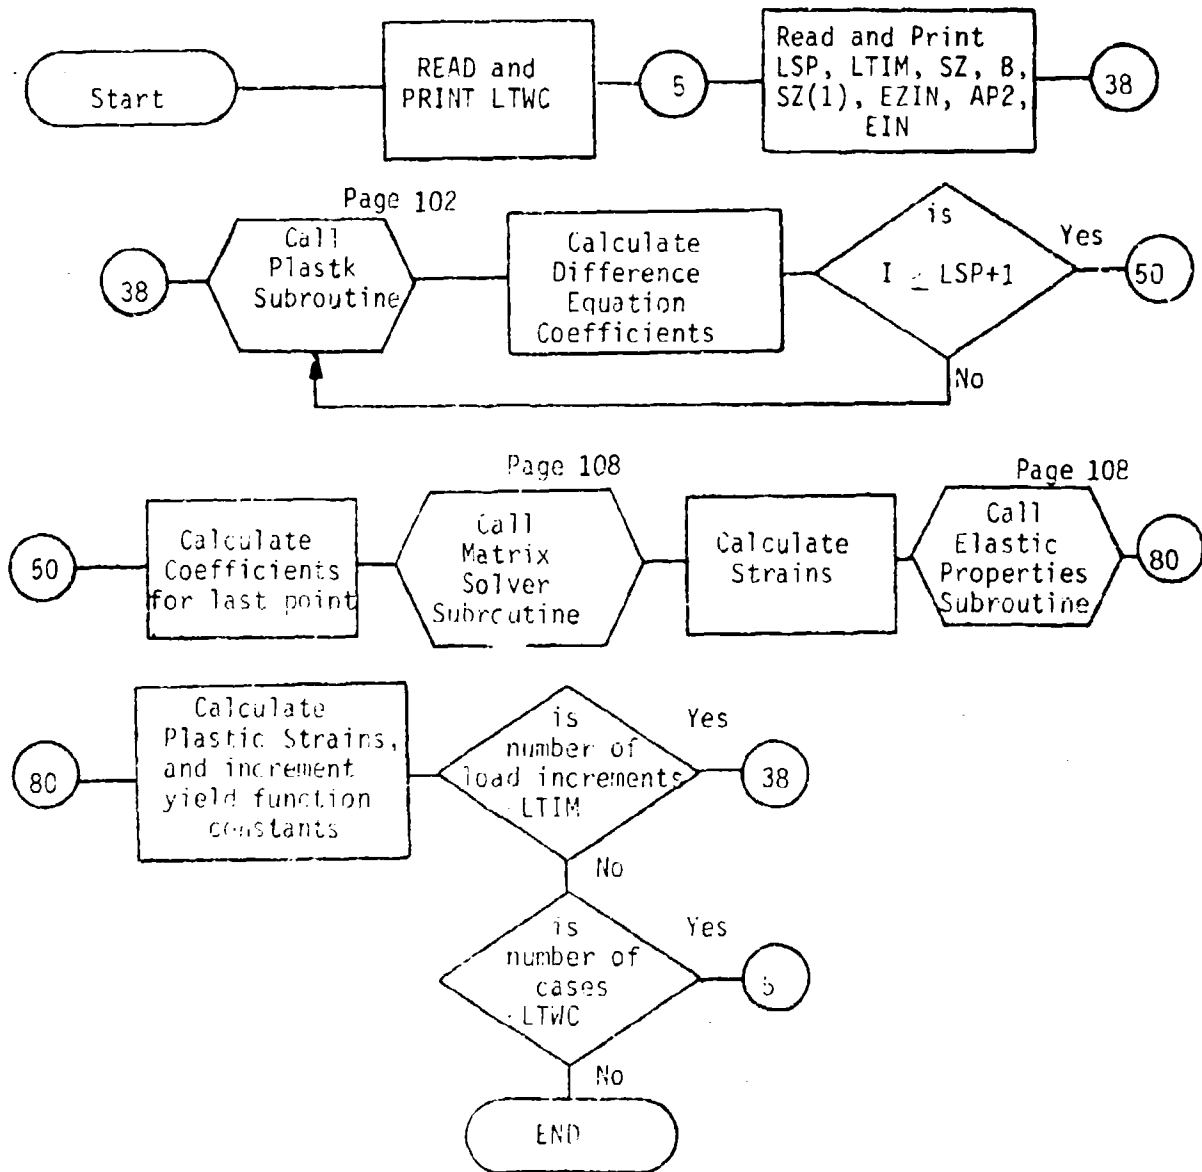 Start
READ and
PRINT LTWC
5
Read and Print
LSP, LTIM, SZ, B,
SZ(1), EZIN, AP2,
EIN
38
Page 102
38
Call
Plastk
Subroutine
Calculate
Difference
Equation
Coefficients
is
I LSP+1
Yes
50
No
Page 108
Page 108
50
Calculate
Coefficients
for last point
Call
Matrix
Solver
Subroutine
Calculate
Strains
Call
Elastic
Properties
Subroutine
80
80
Calculate
Plastic Strains,
and increment
yield function
constants
is
number of
load increments
LTIM
Yes
38
No
is
number of
cases
LTWC
Yes
5
No
END